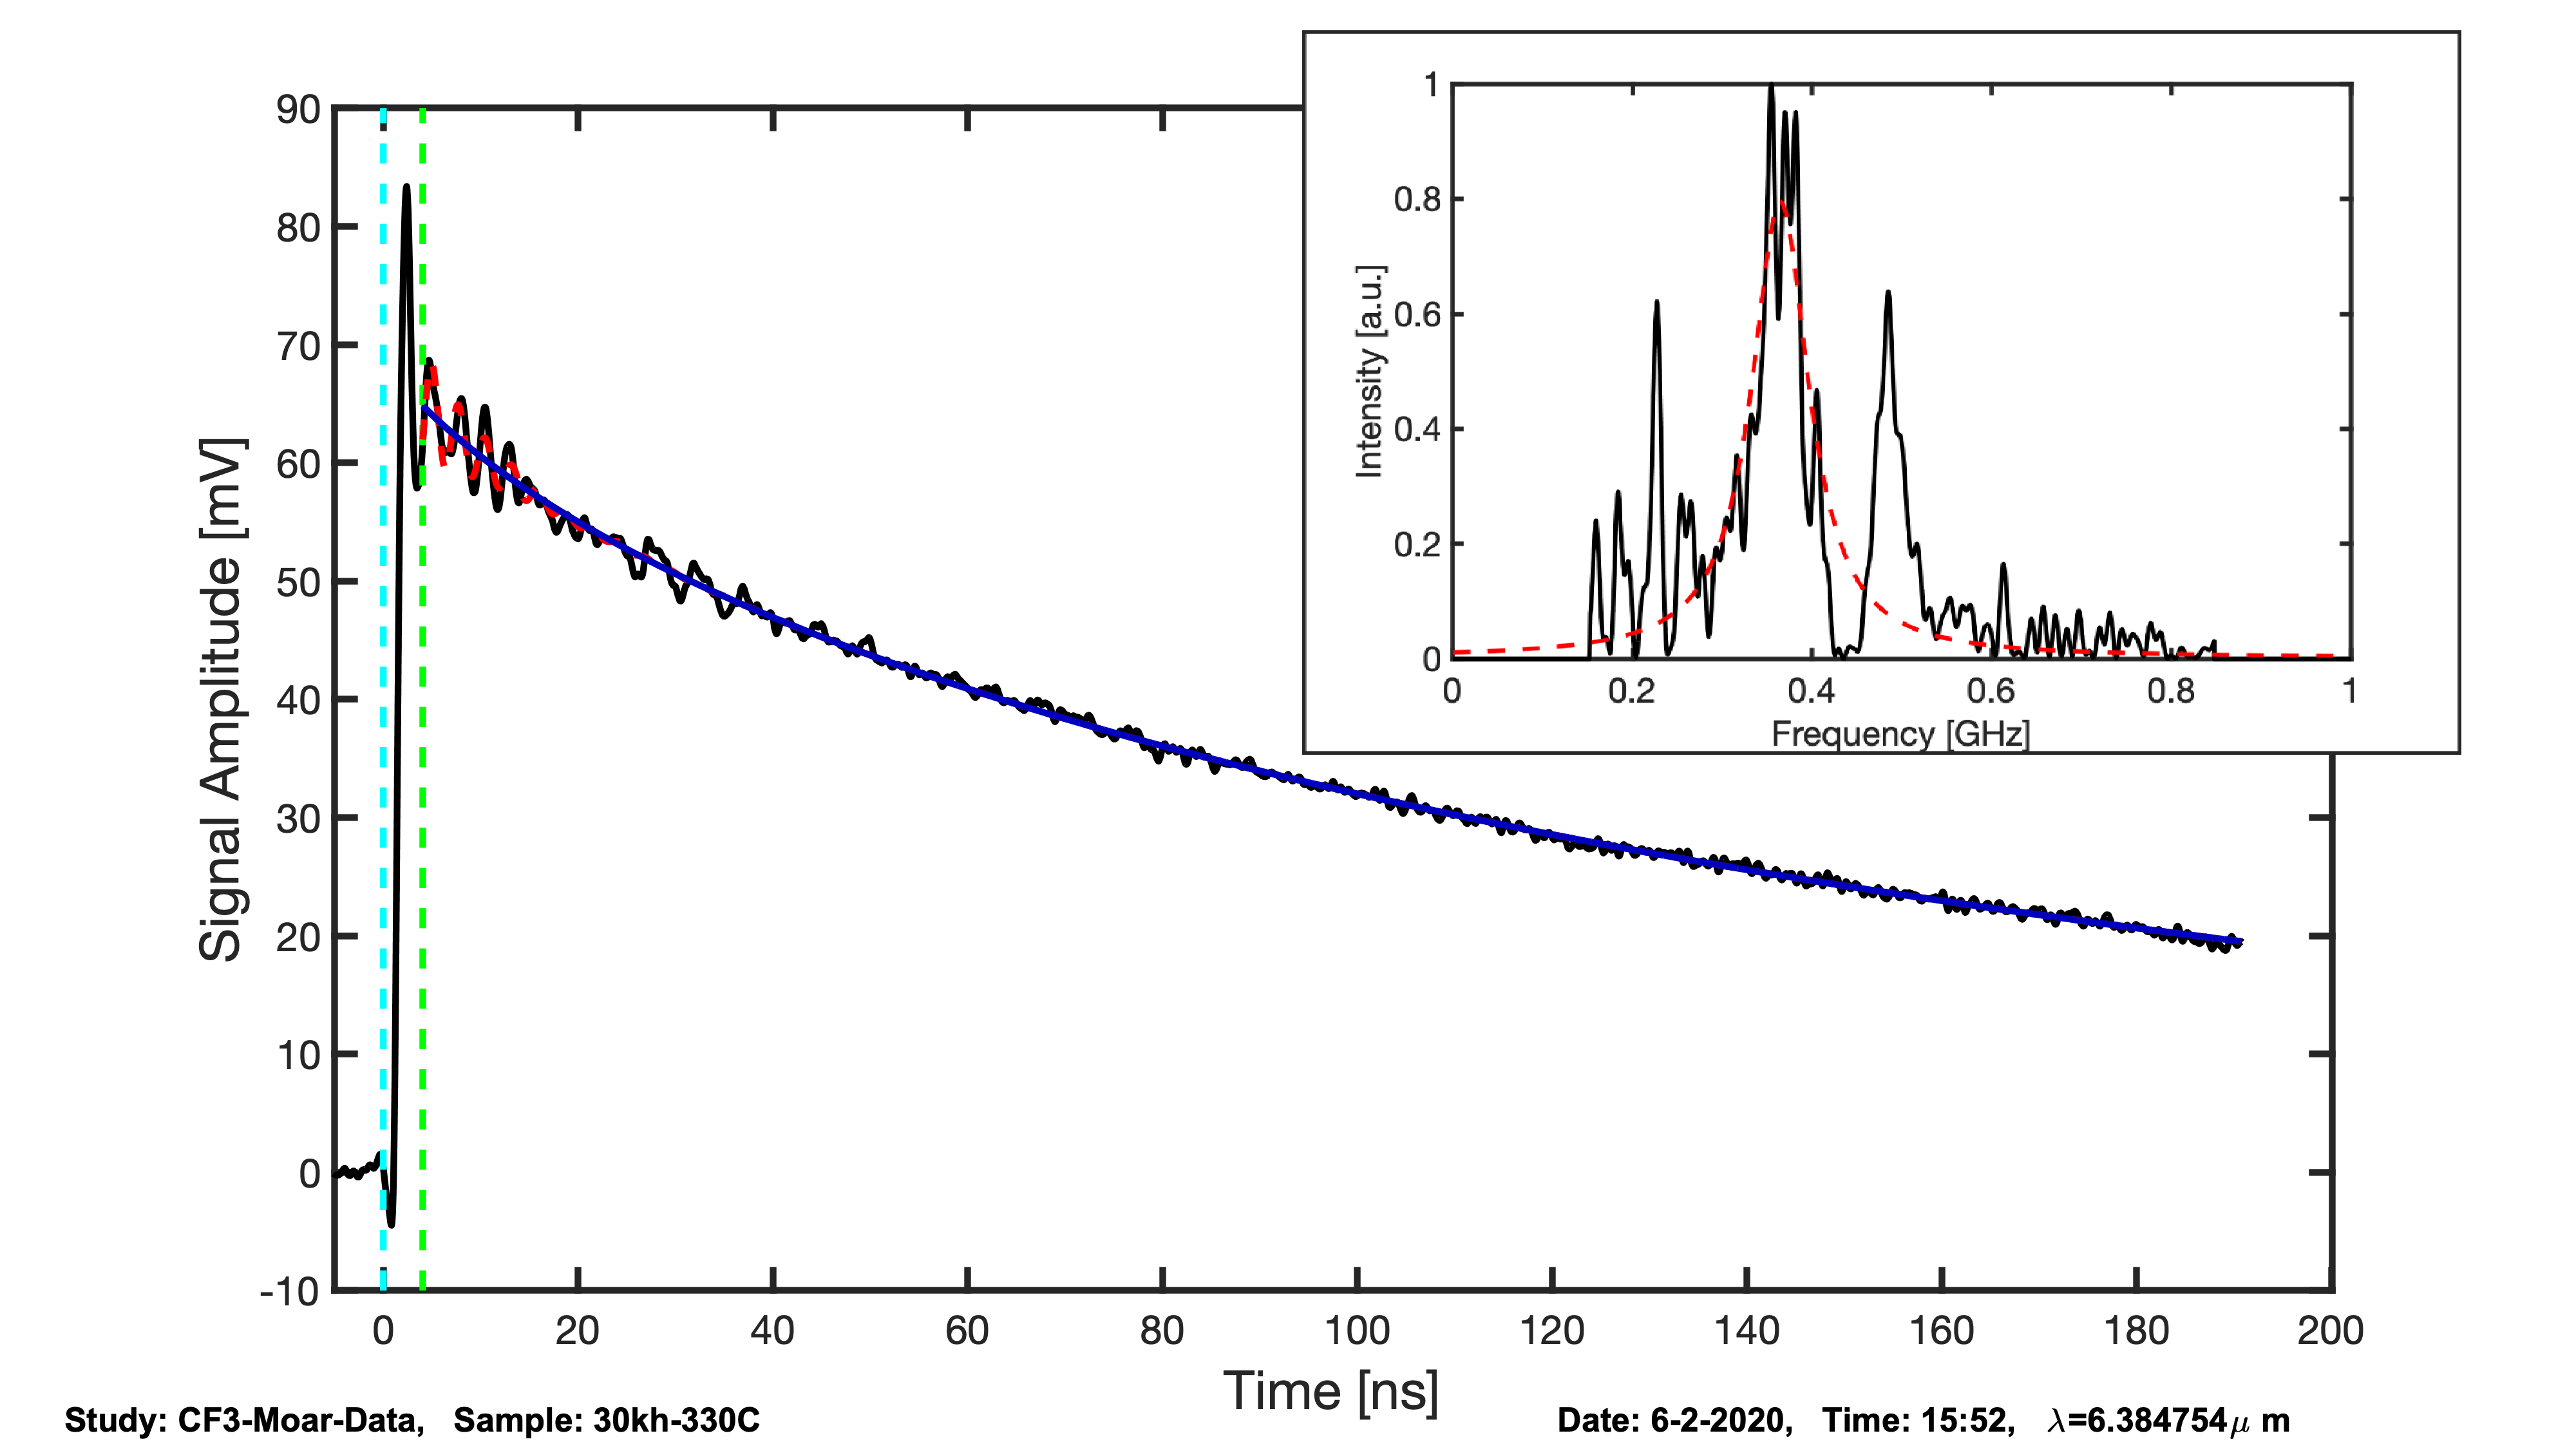 90
80
70
60
50
40
30
20
10
0
-10
Signal Amplitude [mV]
0 20 40 60 80 100 120 140 160 180 200
Time [ns]
1
0.8
0.6
0.4
0.2
0
Intensity [a.u.]
0 0.2 0.4 0.6 0.8 1
Frequency [GHz]
Study: CF3-Moar-Data, Sample: 30kh-330C
Date: 6-2-2020, Time: 15:52, λ=6.384754μ m